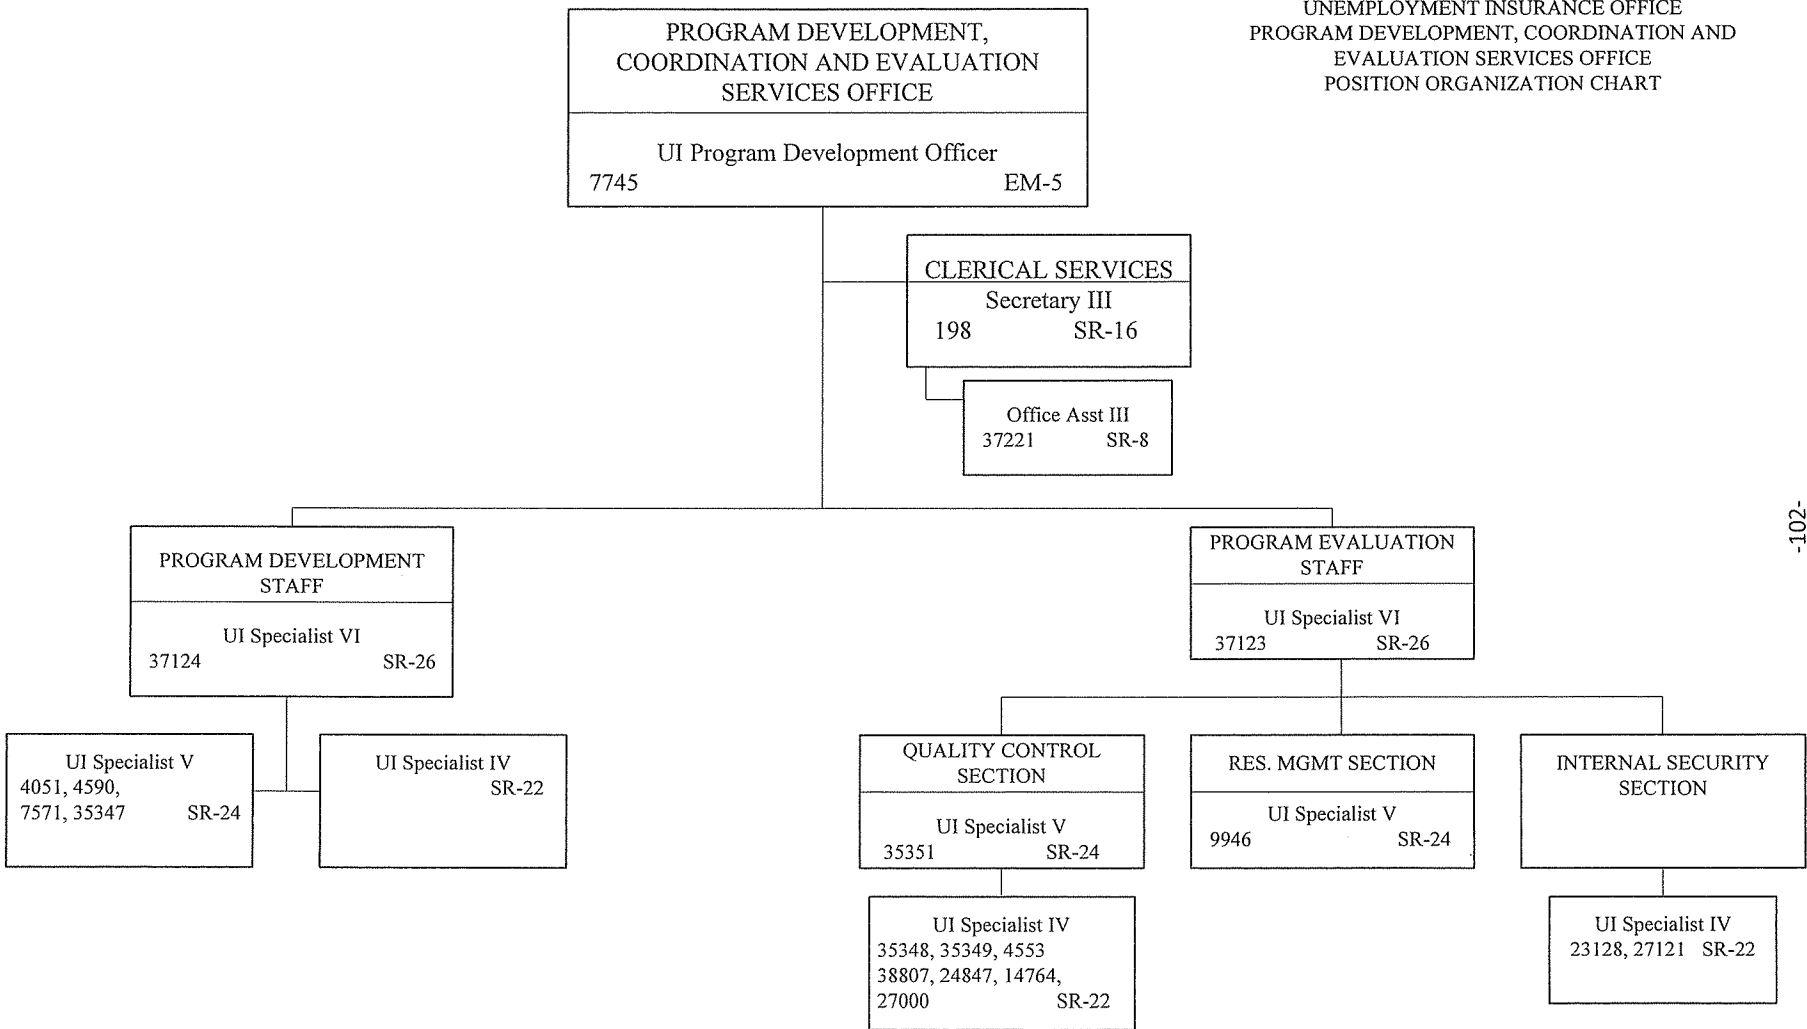 UNEMPLOYMENT INSURANCE OFFICE
PROGRAM DEVELOPMENT, COORDINATION AND
EVALUATION SERVICES OFFICE
POSITION ORGANIZATION CHART
PROGRAM DEVELOPMENT,
COORDINATION AND EVALUATION
SERVICES OFFICE
UI Program Development Officer
7745 EM-5
CLERICAL SERVICES
Secretary III
198 SR-16
Office Asst III
37221 SR-8
-102-
PROGRAM DEVELOPMENT
STAFF
UI Specialist VI
37124 SR-26
PROGRAM EVALUATION
STAFF
UI Specialist VI
37123 SR-26
UI Specialist V
4051, 4590,
7571, 35347 SR-24
UI Specialist IV
SR-22
QUALITY CONTROL
SECTION
UI Specialist V
35351 SR-24
RES. MGMT SECTION
UI Specialist V
9946 SR-24
INTERNAL SECURITY
SECTION
UI Specialist IV
35348, 35349, 4553
38807, 24847, 14764,
27000 SR-22
UI Specialist IV
23128, 27121 SR-22